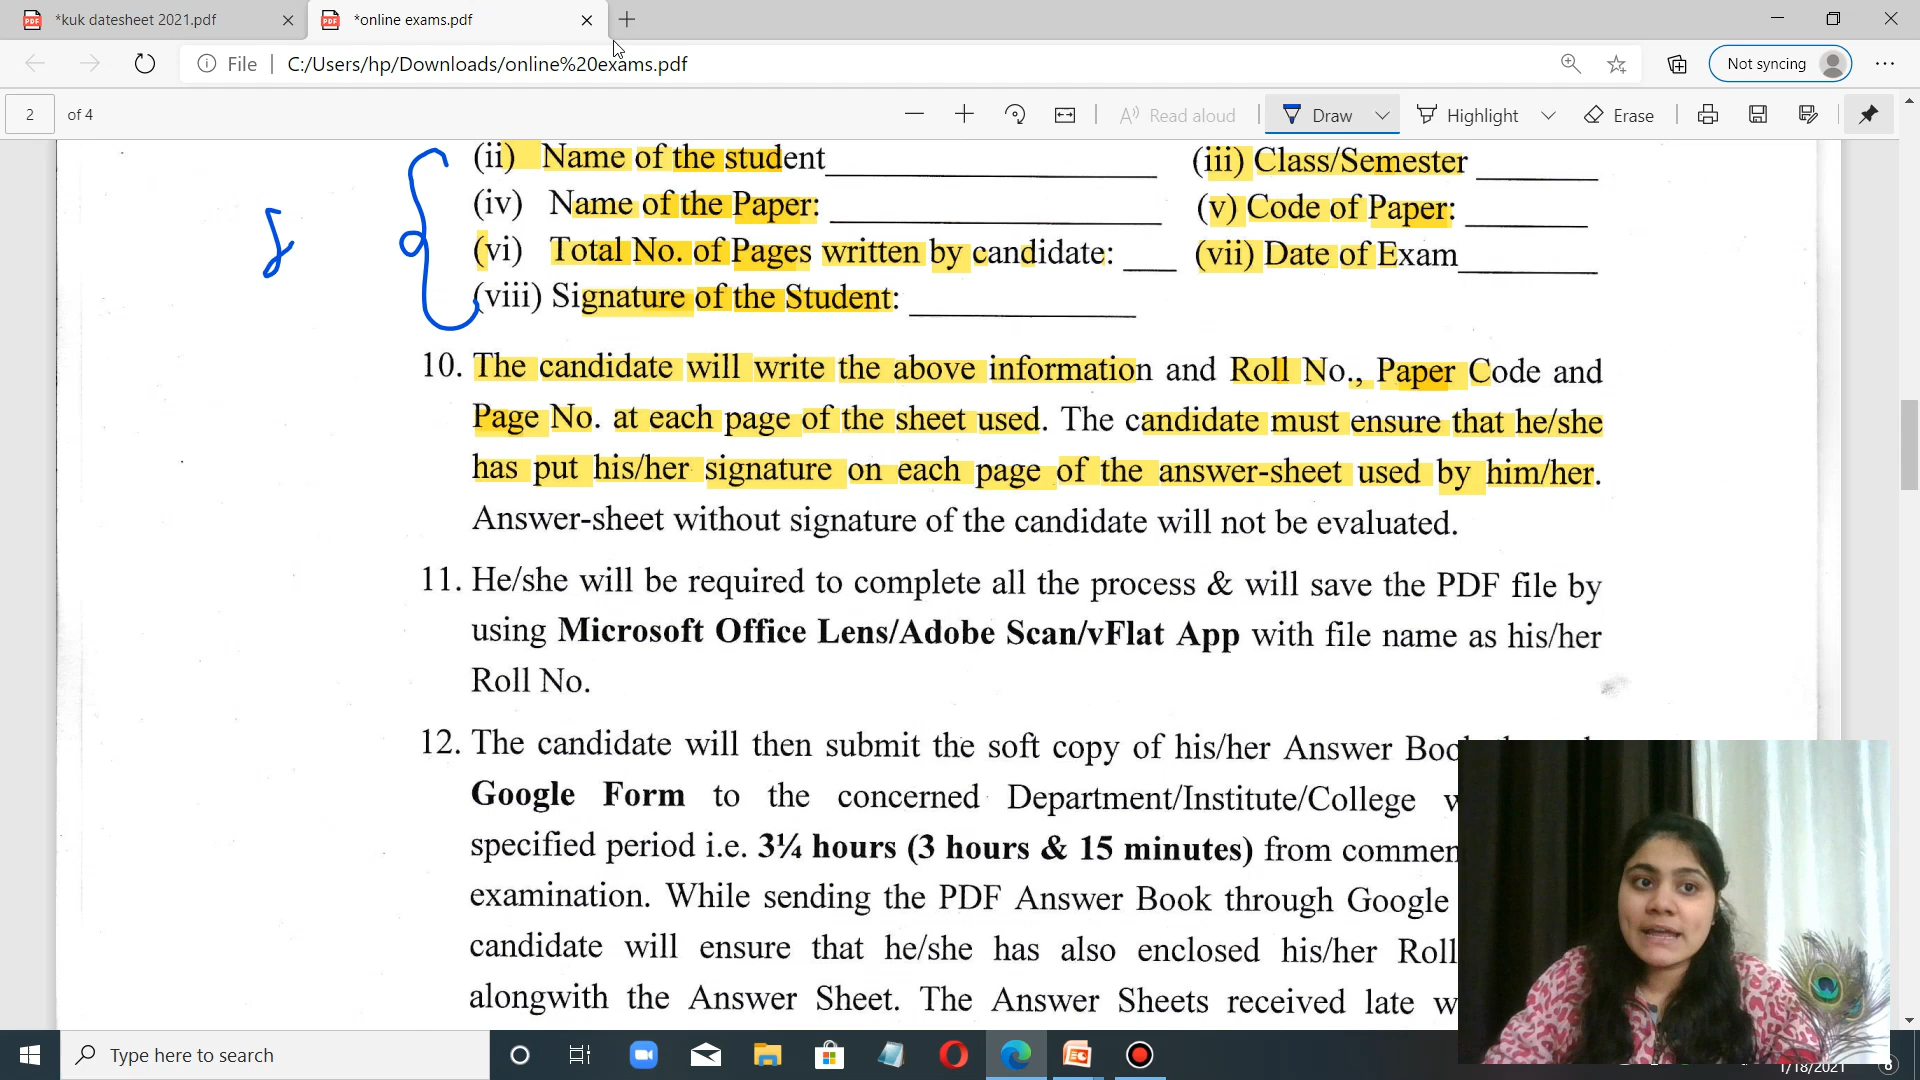 *kuk datesheet 2021.pdf
*online exams.pdf
File
C:/Users/hp/Downloads/online%20exams.pdf
Not syncing
2 of 4
Read aloud
Draw
Highlight
Erase
(ii) Name of the student____________ (iii) Class/Semester ______
(iv) Name of the Paper: ____________ (v) Code of Paper: ______
(vi) Total No. of Pages written by candidate: ___ (vii) Date of Exam______
(viii) Signature of the Student: __________
10. The candidate will write the above information and Roll No., Paper Code and
Page No. at each page of the sheet used. The candidate must ensure that he/she
has put his/her signature on each page of the answer-sheet used by him/her.
Answer-sheet without signature of the candidate will not be evaluated.
11. He/she will be required to complete all the process & will save the PDF file by
using Microsoft Office Lens/Adobe Scan/vFlat App with file name as his/her
Roll No.
12. The candidate will then submit the soft copy of his/her Answer
Google Form to the concerned Department/Institute/College
specified period i.e. 3¼ hours (3 hours & 15 minutes) from
examination. While sending the PDF Answer Book through Google
candidate will ensure that he/she has also enclosed his/her Roll
alongwith the Answer Sheet. The Answer Sheets received late
Type here to search
1/18/2021